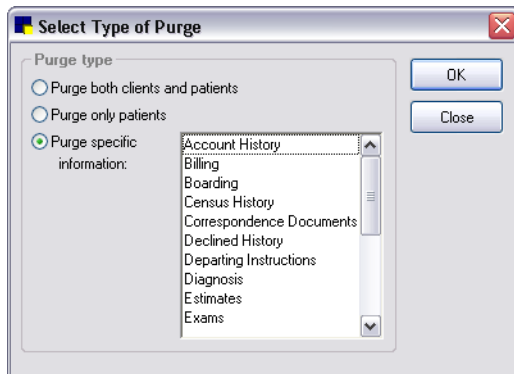 Select Type of Purge
Purge type
Purge both clients and patients
Purge only patients
Purge specific
information:
Account History
Billing
Boarding
Census History
Correspondence Documents
Declined History
Departing Instructions
Diagnosis
Estimates
Exams
OK
Close